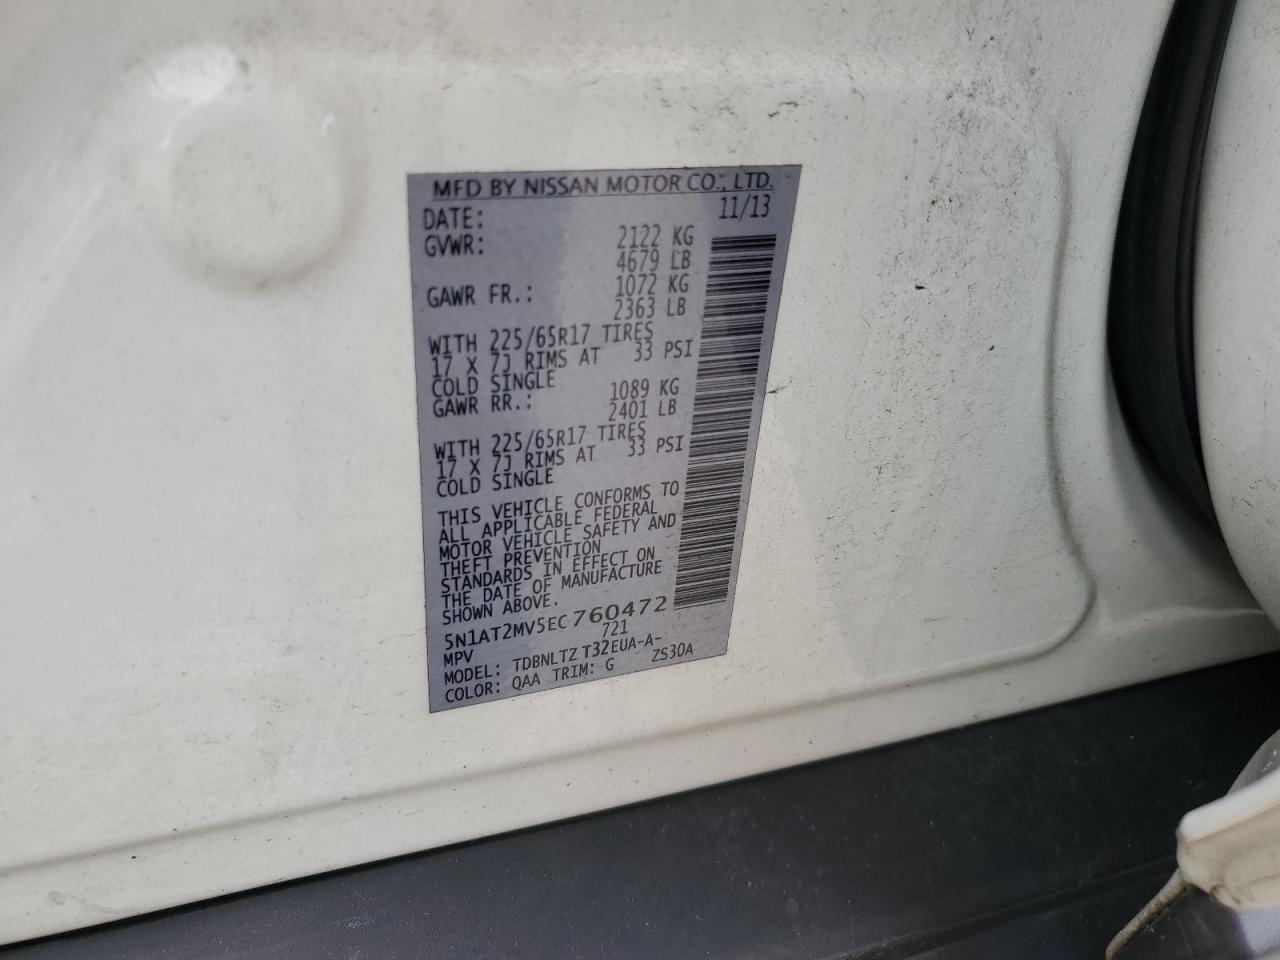 MFD BY NISSAN MOTOR CO., LTD.
DATE: 11/13
GVWR: 2122 KG
4679 LB
GAWR FR.: 1072 KG
2363 LB
WITH 225/65R17 TIRES
17 X 7J RIMS AT 33 PSI
COLD SINGLE
GAWR RR.: 1089 KG
2401 LB
WITH 225/65R17 TIRES
17 X 7J RIMS AT 33 PSI
COLD SINGLE
THIS VEHICLE CONFORMS TO
ALL APPLICABLE FEDERAL
MOTOR VEHICLE SAFETY AND
THEFT PREVENTION
STANDARDS IN EFFECT ON
THE DATE OF MANUFACTURE
SHOWN ABOVE.
5N1AT2MV5EC760472
MPV 721
MODEL: TDBNLTZ T32EUA-A-
COLOR: QAA TRIM: G ZS30A